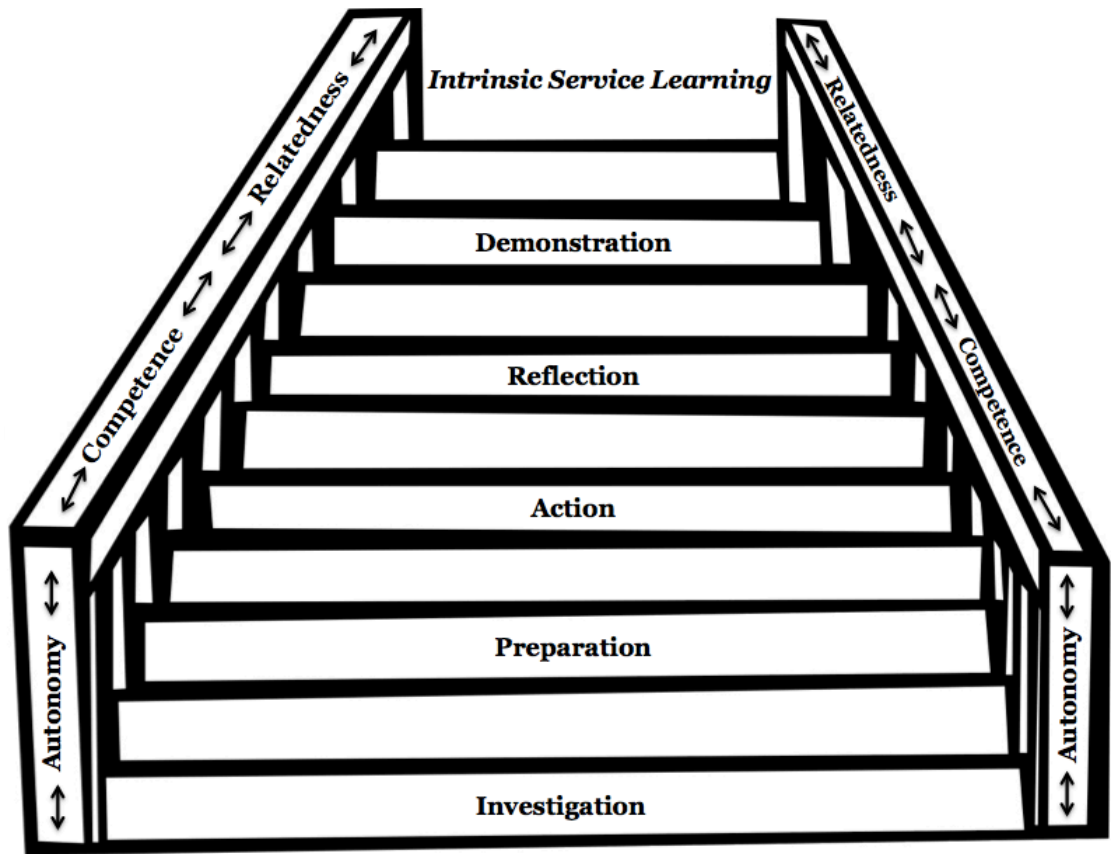 Intrinsic Service Learning
Relatedness
Relatedness
Demonstration
Competence
Reflection
Competence
Action
Autonomy
Preparation
Autonomy
Investigation